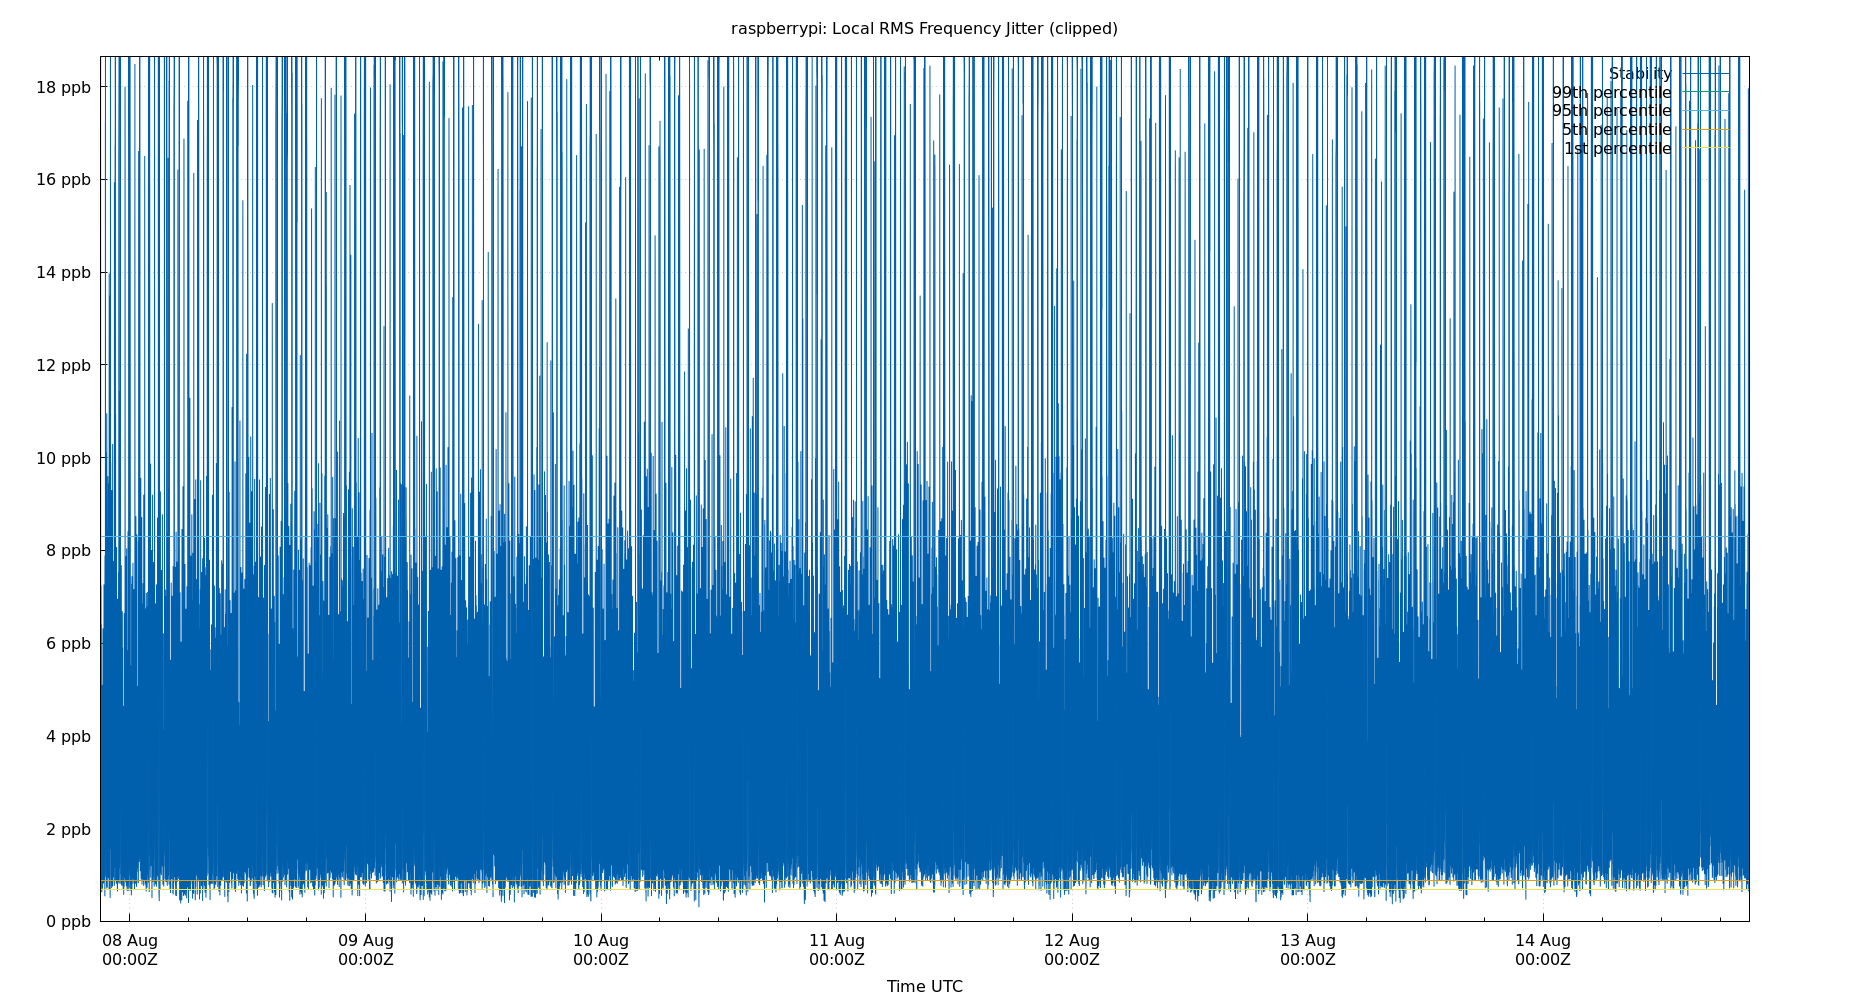 raspberrypi: Local RMS Frequency Jitter (clipped)
18 ppb
16 ppb
14 ppb
12 ppb
10 ppb
8 ppb
6 ppb
4 ppb
2 ppb
0 ppb
Stability
99th percentile
95th percentile
5th percentile
1st percentile
08 Aug
00:00Z
09 Aug
00:00Z
10 Aug
00:00Z
11 Aug
00:00Z
12 Aug
00:00Z
13 Aug
00:00Z
14 Aug
00:00Z
Time UTC